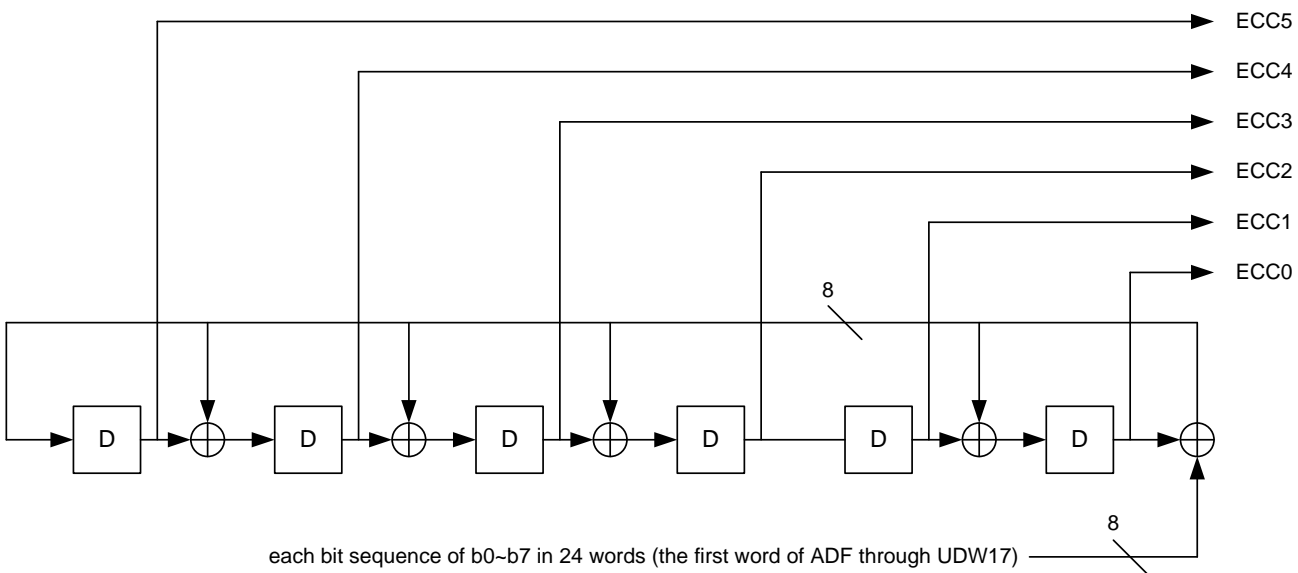 ECC5
ECC4
ECC3
ECC2
ECC1
ECC0
8
D D D D D D
8
each bit sequence of b0~b7 in 24 words (the first word of ADF through UDW17)